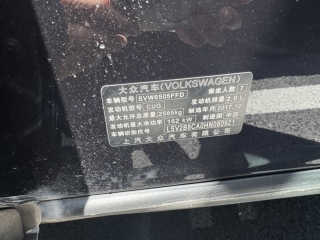 大众汽车(VOLKSWAGEN)
车辆型号 SVW6505FFD 乘坐人数 7
发动机型号 CUG 发动机排量 2.0 L
最大允许总质量 2585kg 制造年月 2017.12
发动机最大净功率 162 kW 制造国 中国
车辆识别代号 LSV2B6CA0HN080921
上汽大众汽车有限公司